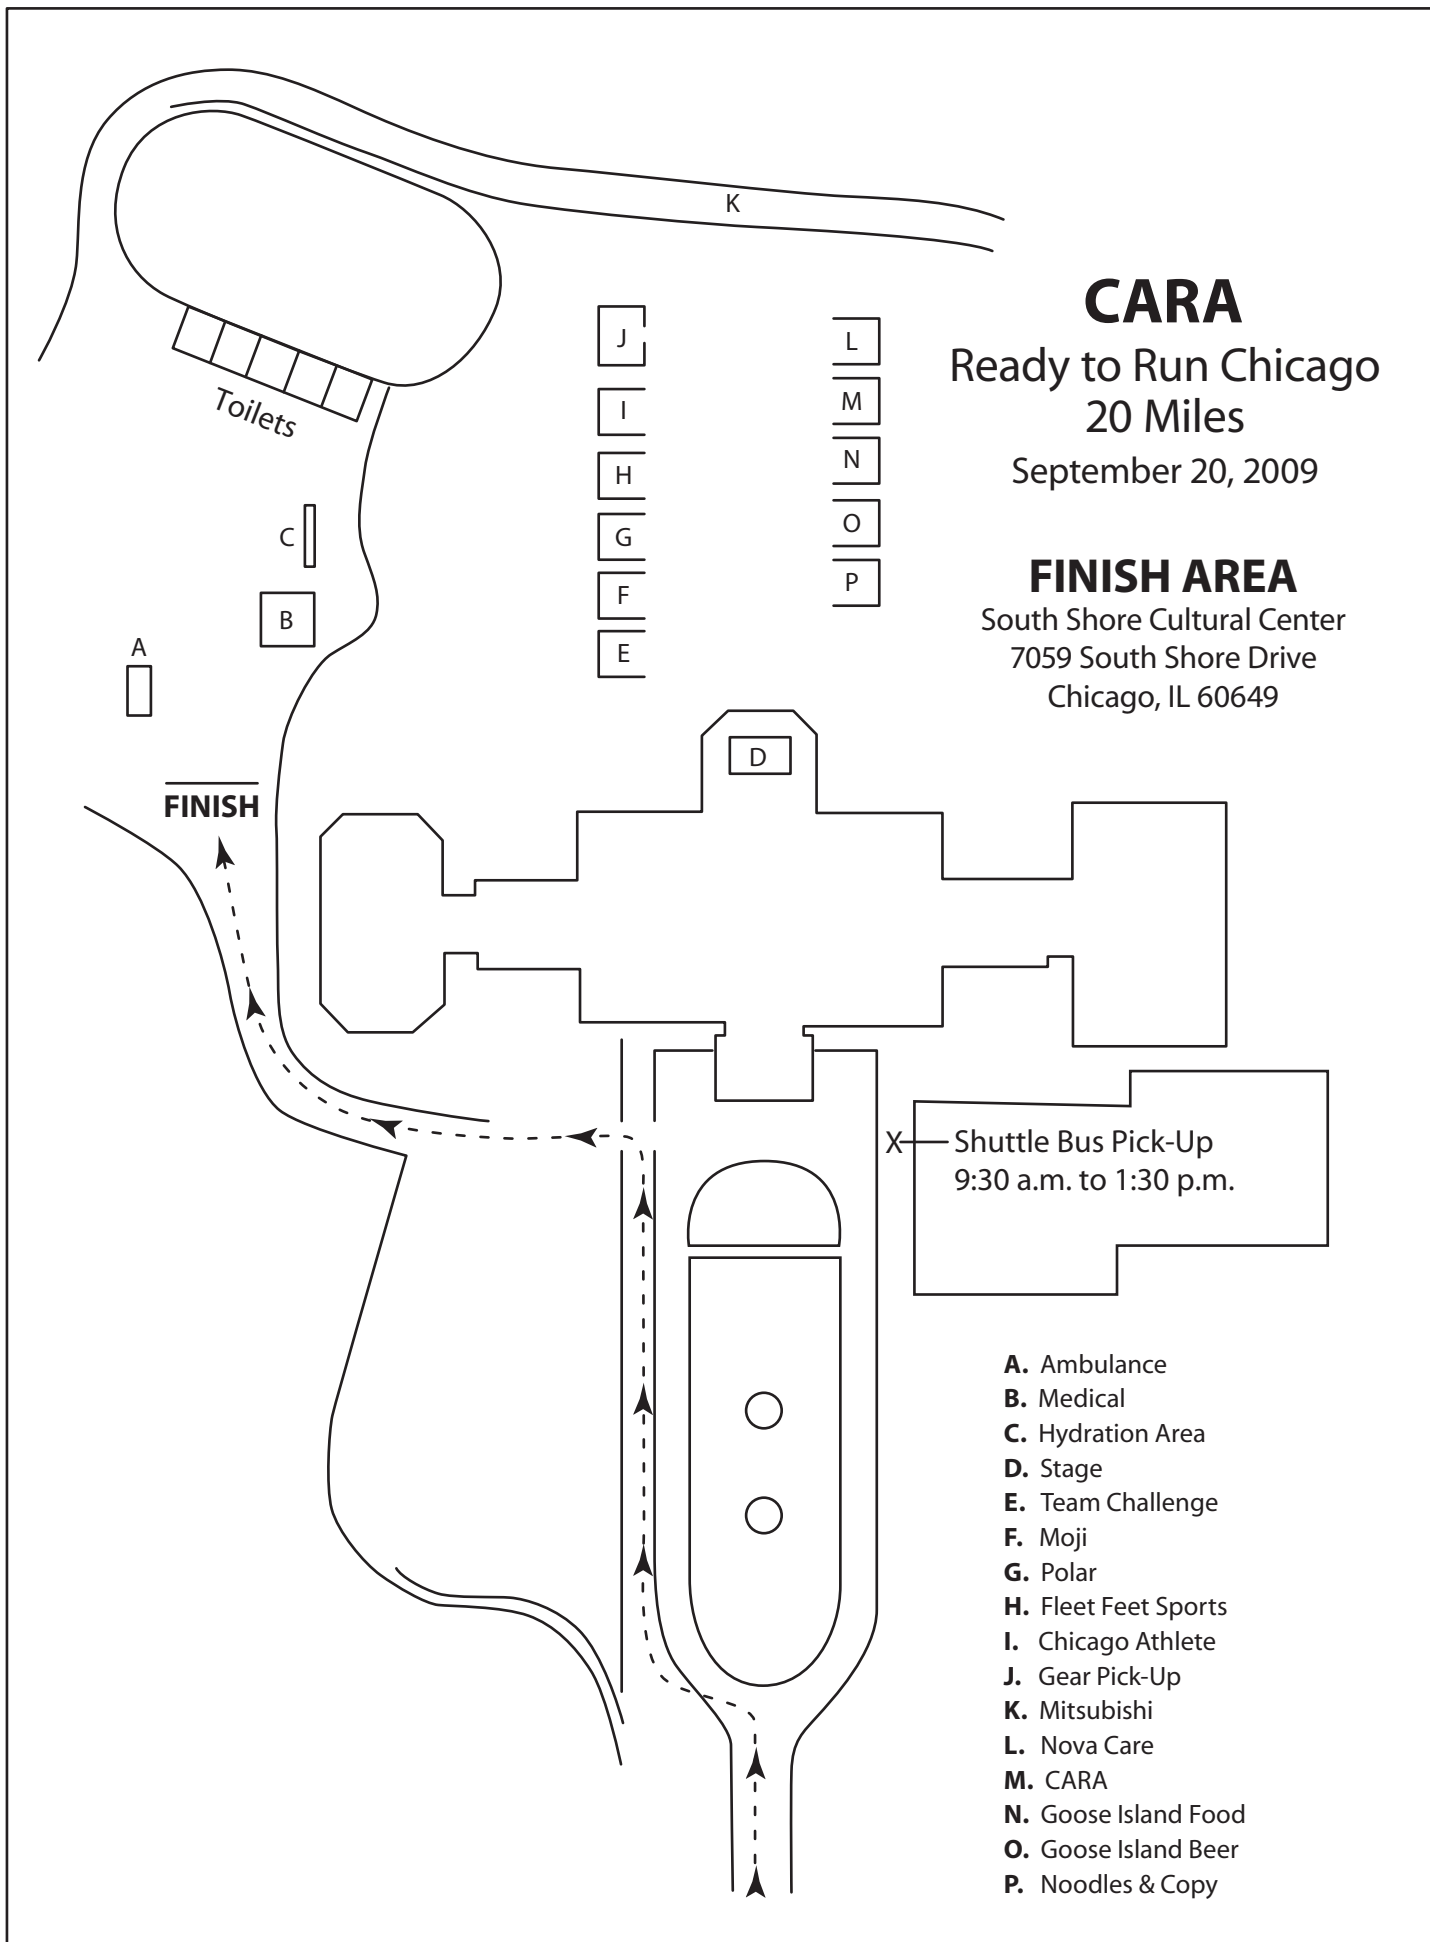 K
CARA
Ready to Run Chicago
20 Miles
September 20, 2009
J
L
I
M
Toilets
H
N
C
G
O
F
P
B
A
E
FINISH AREA
South Shore Cultural Center
7059 South Shore Drive
Chicago, IL 60649
D
FINISH
X
Shuttle Bus Pick-Up
9:30 a.m. to 1:30 p.m.
A. Ambulance
B. Medical
C. Hydration Area
D. Stage
E. Team Challenge
F. Moji
G. Polar
H. Fleet Feet Sports
I. Chicago Athlete
J. Gear Pick-Up
K. Mitsubishi
L. Nova Care
M. CARA
N. Goose Island Food
O. Goose Island Beer
P. Noodles & Copy